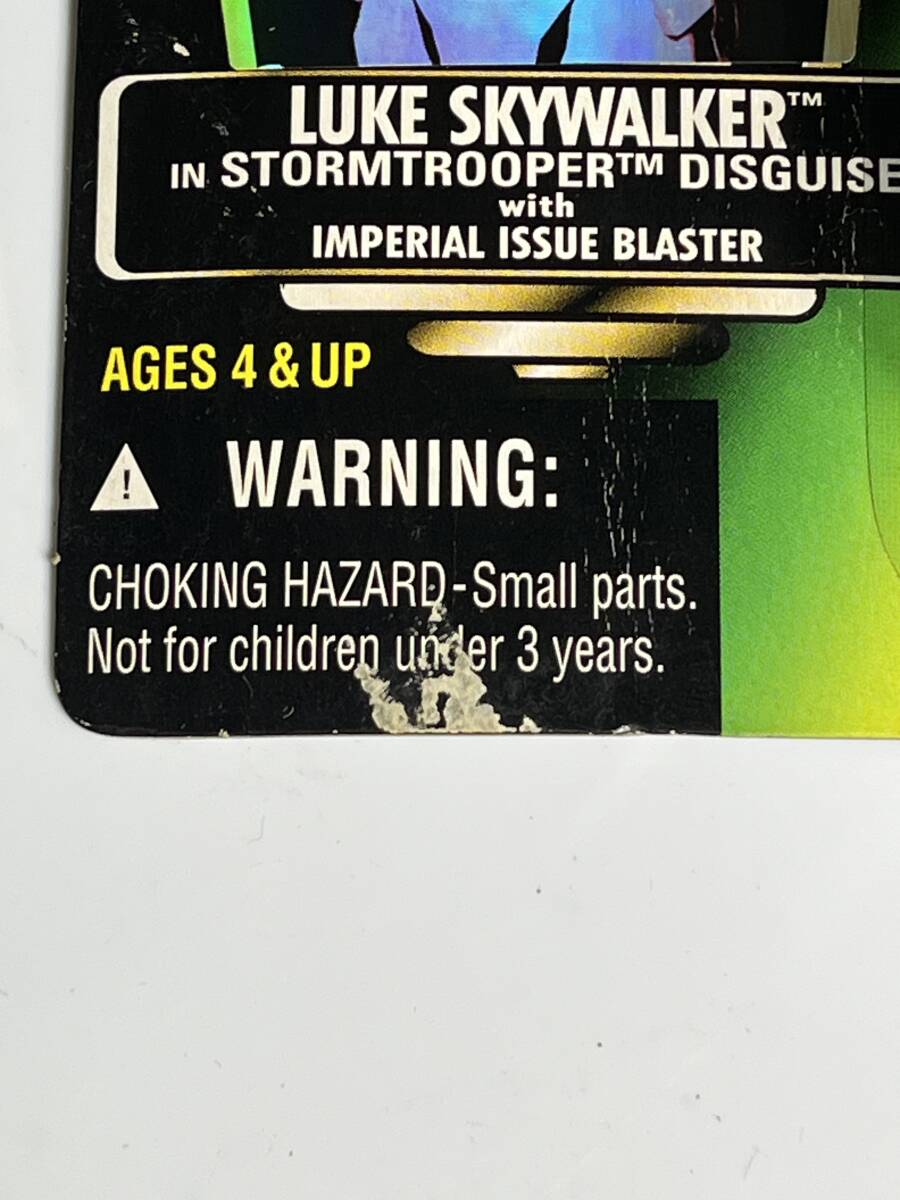 LUKE SKYWALKER™
IN STORMTROOPER™ DISGUISE
with
IMPERIAL ISSUE BLASTER
AGES 4 & UP
! WARNING:
CHOKING HAZARD-Small parts.
Not for children under 3 years.